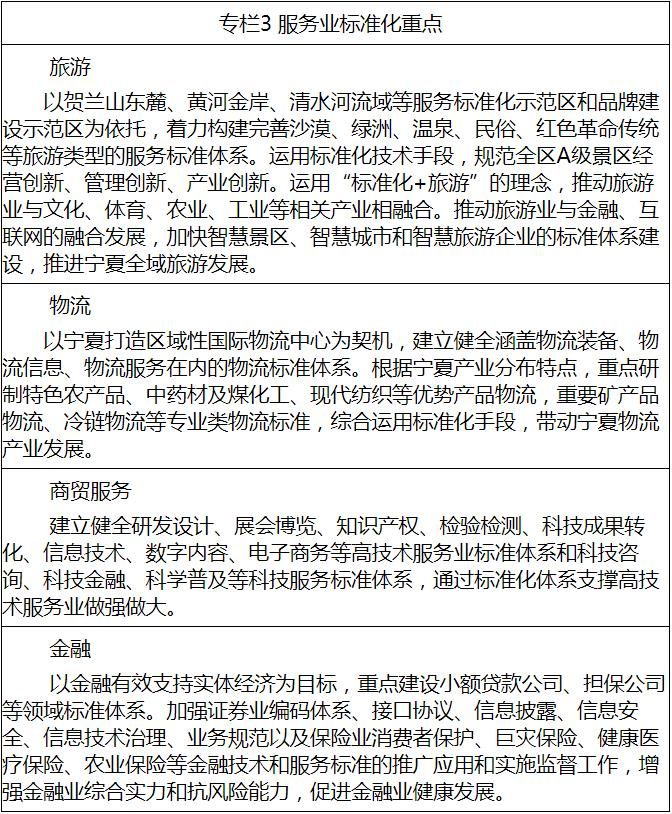 专栏3 服务业标准化重点
旅游
以贺兰山东麓、黄河金岸、清水河流域等服务标准化示范区和品牌建
设示范区为依托，着力构建完善沙漠、绿洲、温泉、民俗、红色革命传统
等旅游类型的服务标准体系。运用标准化技术手段，规范全区A级景区经
营创新、管理创新、产业创新。运用“标准化+旅游”的理念，推动旅游
业与文化、体育、农业、工业等相关产业相融合。推动旅游业与金融、互
联网的融合发展，加快智慧景区、智慧城市和智慧旅游企业的标准体系建
设，推进宁夏全域旅游发展。
物流
以宁夏打造区域性国际物流中心为契机，建立健全涵盖物流装备、物
流信息、物流服务在内的物流标准体系。根据宁夏产业分布特点，重点研
制特色农产品、中药材及煤化工、现代纺织等优势产品物流，重要矿产品
物流、冷链物流等专业类物流标准，综合运用标准化手段，带动宁夏物流
产业发展。
商贸服务
建立健全研发设计、展会博览、知识产权、检验检测、科技成果转
化、信息技术、数字内容、电子商务等高技术服务业标准体系和科技咨
询、科技金融、科学普及等科技服务标准体系，通过标准化体系支撑高技
术服务业做强做大。
金融
以金融有效支持实体经济为目标，重点建设小额贷款公司、担保公司
等领域标准体系。加强证券业编码体系、接口协议、信息披露、信息安
全、信息技术治理、业务规范以及保险业消费者保护、巨灾保险、健康医
疗保险、农业保险等金融技术和服务标准的推广应用和实施监督工作，增
强金融业综合实力和抗风险能力，促进金融业健康发展。